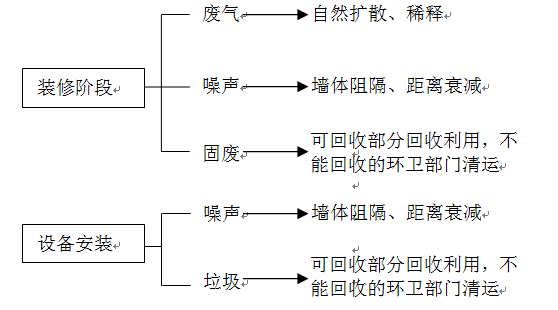 废气 自然扩散、稀释
装修阶段 噪声 墙体阻隔、距离衰减
固废 可回收部分回收利用，不
能回收的环卫部门清运
噪声 墙体阻隔、距离衰减
设备安装
垃圾 可回收部分回收利用，不
能回收的环卫部门清运